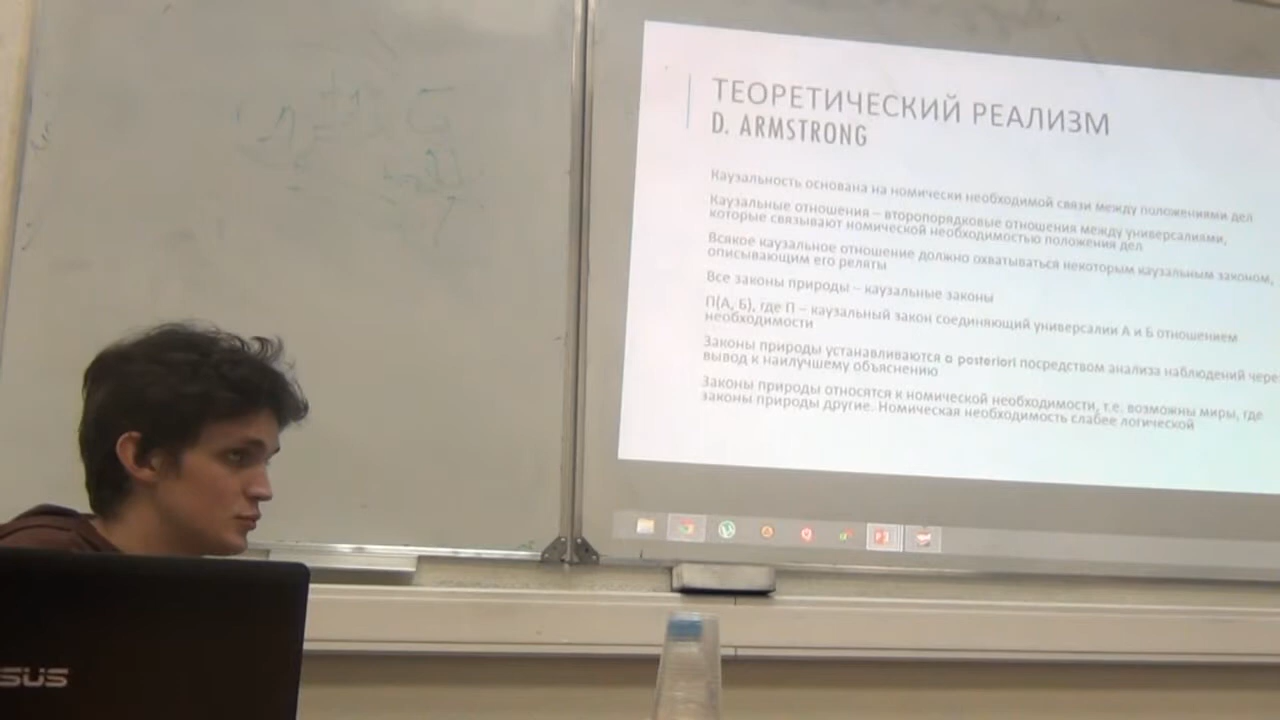 ТЕОРЕТИЧЕСКИЙ РЕАЛИЗМ
D. ARMSTRONG
Каузальность основана на номически необходимой связи между положениями дел
Каузальные отношения – второпорядковые отношения между универсалиями,
которые связывают номической необходимостью положения дел
Всякое каузальное отношение должно охватываться некоторым каузальным законом,
описывающим его реляты
Все законы природы – каузальные законы
П(А, Б), где П – каузальный закон соединяющий универсалии А и Б отношением
необходимости
Законы природы устанавливаются a posteriori посредством анализа наблюдений чере
вывод к наилучшему объяснению
Законы природы относятся к номической необходимости, т.е. возможны миры, где
законы природы другие. Номическая необходимость слабее логической
SUS